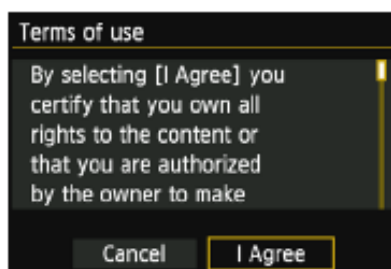 Terms of use
By selecting [I Agree] you
certify that you own all
rights to the content or
that you are authorized
by the owner to make
Cancel
I Agree